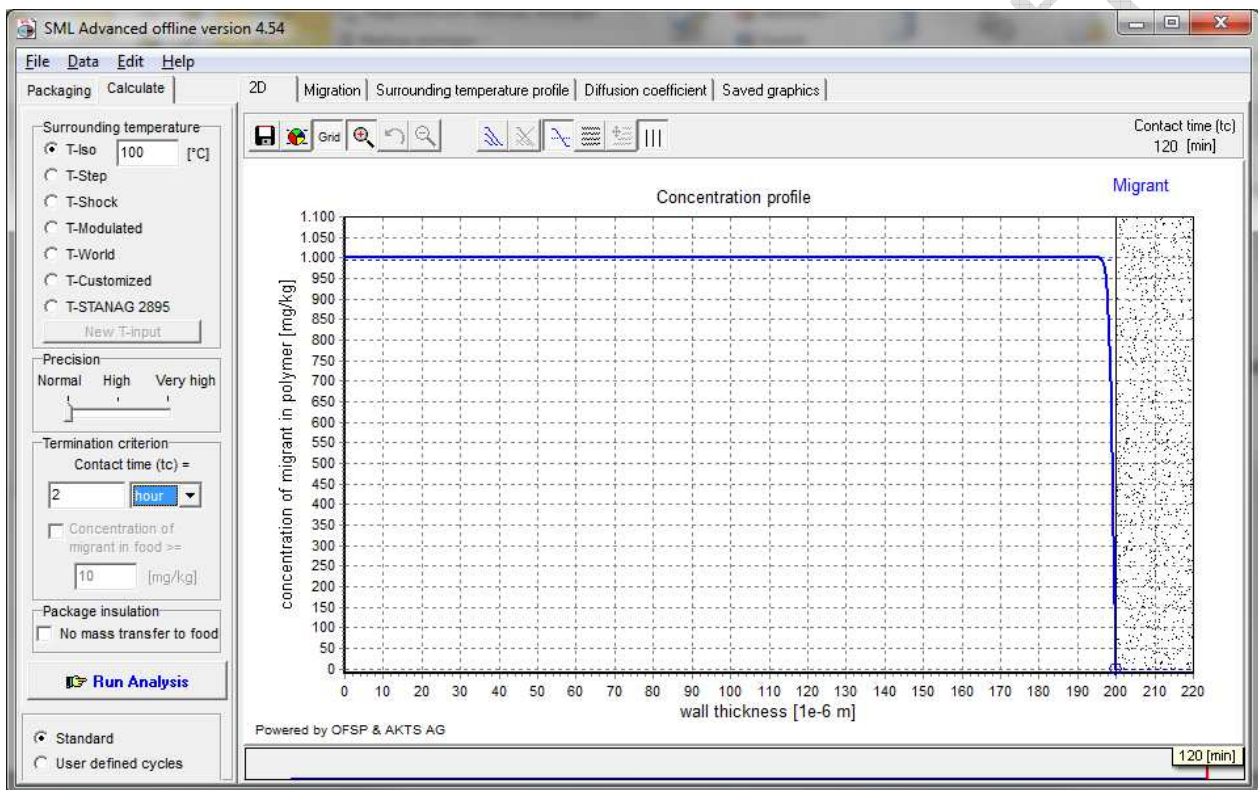 SML Advanced offline version 4.54
File Data Edit Help
Packaging Calculate
2D Migration Surrounding temperature profile Diffusion coefficient Saved graphics
Surrounding temperature
T-Iso 100 [°C]
T-Step
T-Shock
T-Modulated
T-World
T-Customized
T-STANAG 2895
New T-input
Precision
Normal High Very high
Termination criterion
Contact time (tc) =
2 hour
Concentration of
migrant in food >=
10 [mg/kg]
Package insulation
No mass transfer to food
Run Analysis
Standard
User defined cycles
Grid
Contact time (tc)
120 [min]
Migrant
Concentration profile
concentration of migrant in polymer [mg/kg]
1.100
1.050
1.000
950
900
850
800
750
700
650
600
550
500
450
400
350
300
250
200
150
100
50
0
0 10 20 30 40 50 60 70 80 90 100 110 120 130 140 150 160 170 180 190 200 210 220
wall thickness [1e-6 m]
Powered by OFSP & AKTS AG
120 [min]